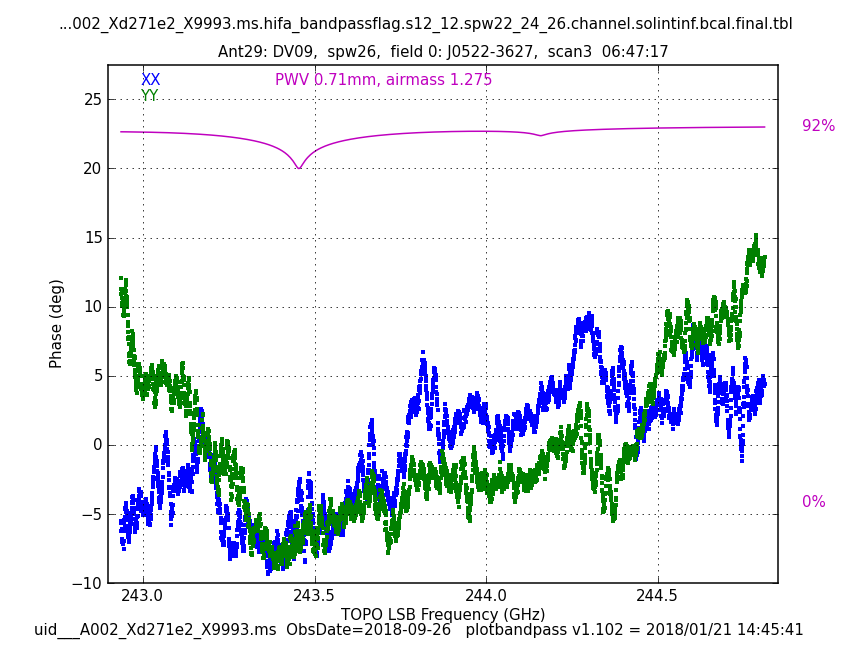 ...002_Xd271e2_X9993.ms.hifa_bandpassflag.s12_12.spw22_24_26.channel.solintinf.bcal.final.tbl
Ant29: DV09, spw26, field 0: J0522-3627, scan3 06:47:17
XX PWV 0.71mm, airmass 1.275
YY
25
92%
20
15
10
5
0
0%
−5
−10
Phase (deg)
243.0 243.5 244.0 244.5
TOPO LSB Frequency (GHz)
uid___A002_Xd271e2_X9993.ms ObsDate=2018-09-26 plotbandpass v1.102 = 2018/01/21 14:45:41